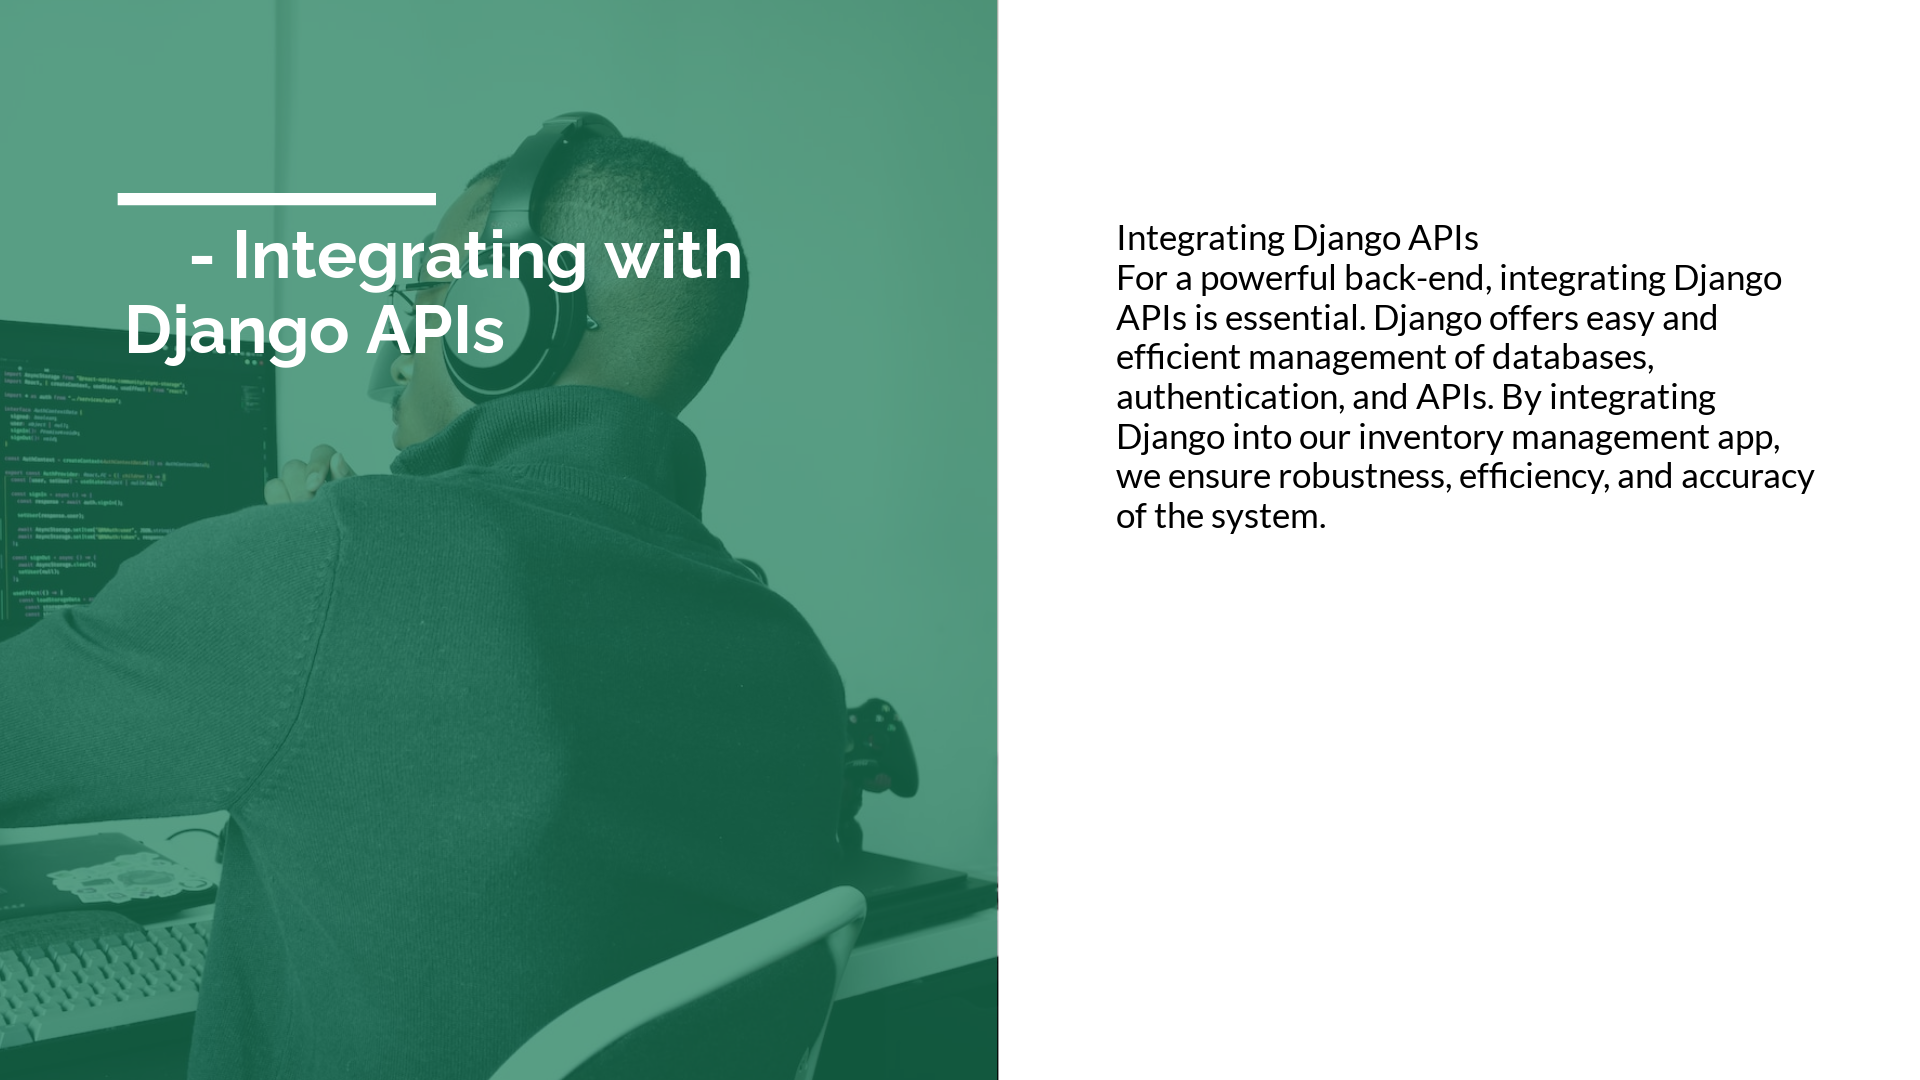 - Integrating with
Django APIs
Integrating Django APIs
For a powerful back-end, integrating Django
APIs is essential. Django offers easy and
efficient management of databases,
authentication, and APIs. By integrating
Django into our inventory management app,
we ensure robustness, efficiency, and accuracy
of the system.